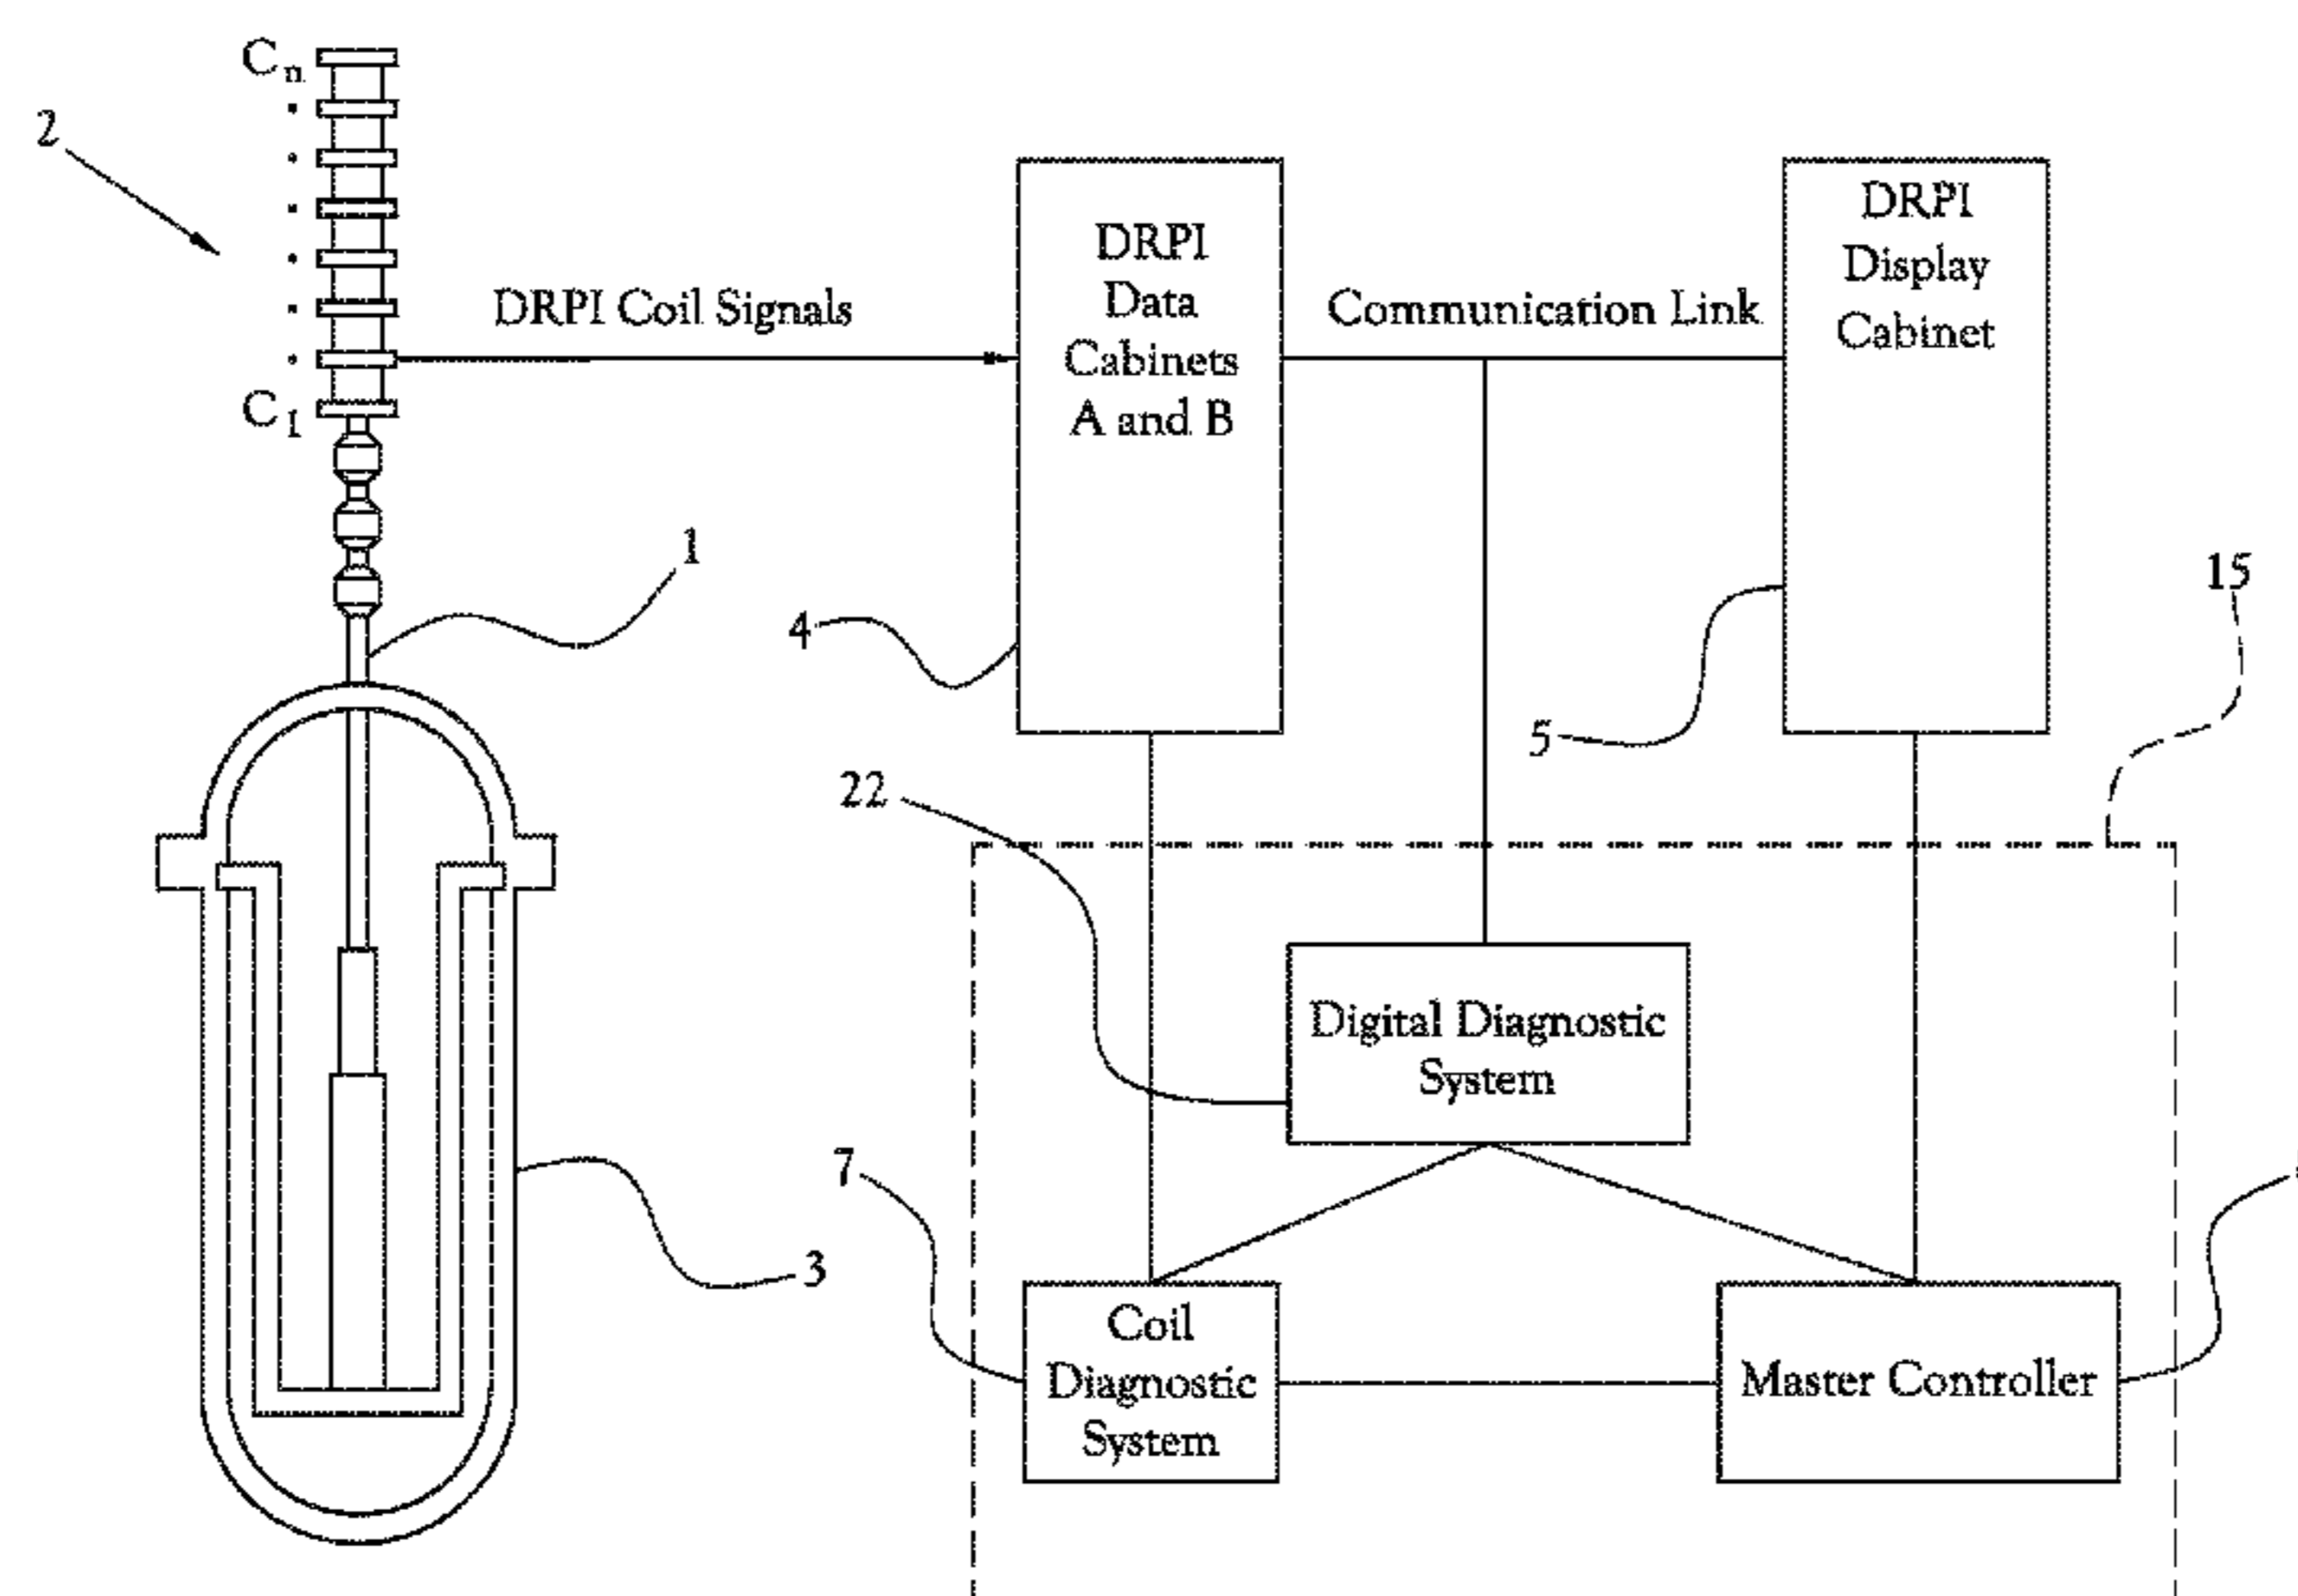 Cn
2
C1
DRPI Coil Signals
DRPI
Data
Cabinets
A and B
Communication Link
DRPI
Display
Cabinet
1
4
5
15
22
Digital Diagnostic
System
7
3
Coil
Diagnostic
System
Master Controller